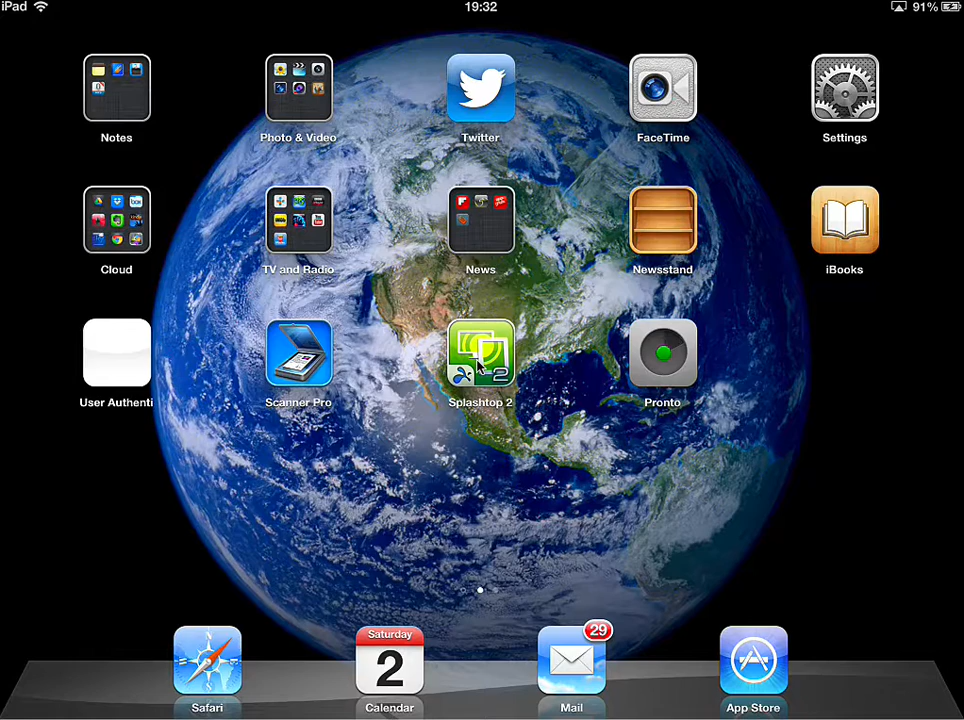 iPad 19:32 91%
Notes Photo & Video Twitter FaceTime Settings
Cloud TV and Radio News Newsstand iBooks
User Authenti Scanner Pro Splashtop 2 Pronto
Saturday
2
29
Safari Calendar Mail App Store